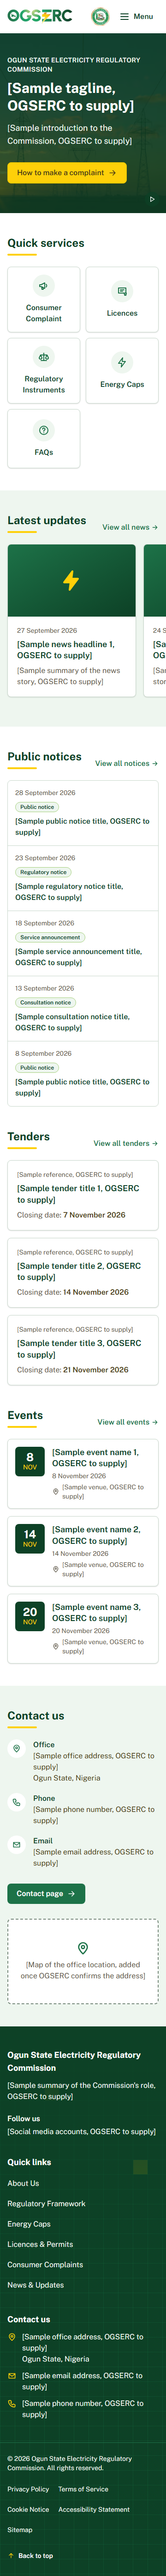 OGSERC
Menu
OGUN STATE ELECTRICITY REGULATORY
COMMISSION
[Sample tagline,
OGSERC to supply]
[Sample introduction to the
Commission, OGSERC to supply]
How to make a complaint →
Quick services
Consumer
Complaint
Licences
Regulatory
Instruments
Energy Caps
FAQs
Latest updates
View all news →
27 September 2026
[Sample news headline 1,
OGSERC to supply]
[Sample summary of the news
story, OGSERC to supply]
Public notices
View all notices →
28 September 2026
Public notice
[Sample public notice title, OGSERC to
supply]
23 September 2026
Regulatory notice
[Sample regulatory notice title,
OGSERC to supply]
18 September 2026
Service announcement
[Sample service announcement title,
OGSERC to supply]
13 September 2026
Consultation notice
[Sample consultation notice title,
OGSERC to supply]
8 September 2026
Public notice
[Sample public notice title, OGSERC to
supply]
Tenders
View all tenders →
[Sample reference, OGSERC to supply]
[Sample tender title 1, OGSERC
to supply]
Closing date: 7 November 2026
[Sample reference, OGSERC to supply]
[Sample tender title 2, OGSERC
to supply]
Closing date: 14 November 2026
[Sample reference, OGSERC to supply]
[Sample tender title 3, OGSERC
to supply]
Closing date: 21 November 2026
Events
View all events →
8
NOV
[Sample event name 1,
OGSERC to supply]
8 November 2026
[Sample venue, OGSERC to
supply]
14
NOV
[Sample event name 2,
OGSERC to supply]
14 November 2026
[Sample venue, OGSERC to
supply]
20
NOV
[Sample event name 3,
OGSERC to supply]
20 November 2026
[Sample venue, OGSERC to
supply]
Contact us
Office
[Sample office address, OGSERC to
supply]
Ogun State, Nigeria
Phone
[Sample phone number, OGSERC to
supply]
Email
[Sample email address, OGSERC to
supply]
Contact page →
[Map of the office location, added
once OGSERC confirms the address]
Ogun State Electricity Regulatory
Commission
[Sample summary of the Commission's role,
OGSERC to supply]
Follow us
[Social media accounts, OGSERC to supply]
Quick links
About Us
Regulatory Framework
Energy Caps
Licences & Permits
Consumer Complaints
News & Updates
Contact us
[Sample office address, OGSERC to
supply]
Ogun State, Nigeria
[Sample email address, OGSERC to
supply]
[Sample phone number, OGSERC to
supply]
© 2026 Ogun State Electricity Regulatory
Commission. All rights reserved.
Privacy Policy Terms of Service
Cookie Notice Accessibility Statement
Sitemap
↑ Back to top